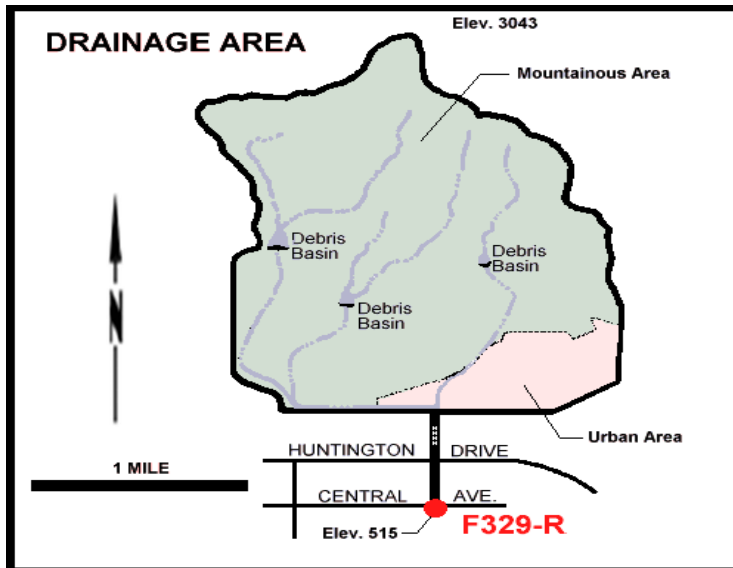 Elev. 3043
DRAINAGE AREA
Mountainous Area
Debris
Basin
Debris
Basin
Debris
Basin
N
Urban Area
HUNTINGTON DRIVE
1 MILE
CENTRAL AVE.
F329-R
Elev. 515